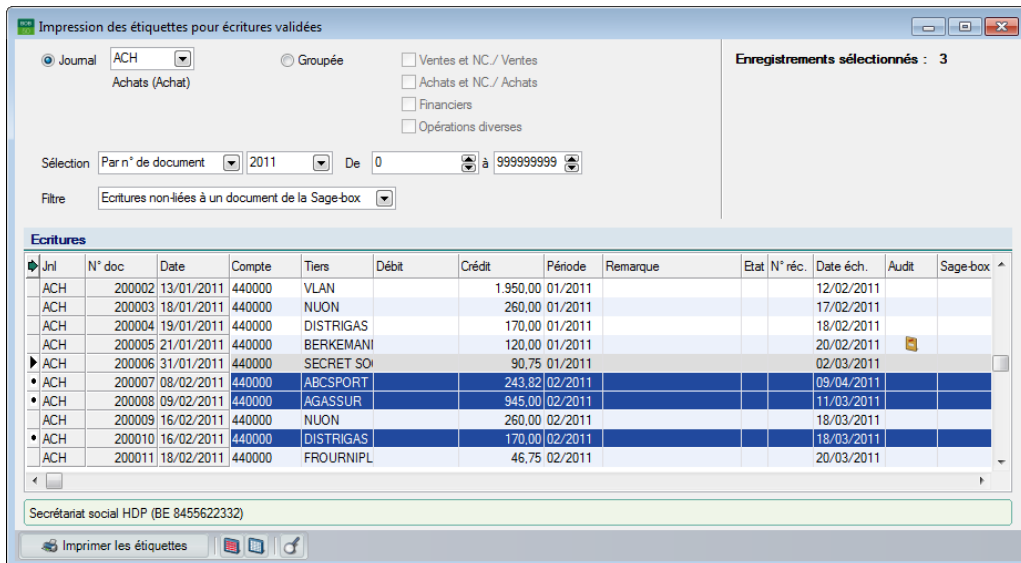 Impression des étiquettes pour écritures validées
Journal ACH Groupée Ventes et NC./ Ventes Enregistrements sélectionnés : 3
Achats (Achat) Achats et NC./ Achats
Financiers
Opérations diverses
Sélection Par n° de document 2011 De 0 à 999999999
Filtre Ecritures non-liées à un document de la Sage-box
Ecritures
Jnl N° doc Date Compte Tiers Débit Crédit Période Remarque Etat N° réc. Date éch. Audit Sage-box
ACH 200002 13/01/2011 440000 VLAN 1.950,00 01/2011 12/02/2011
ACH 200003 18/01/2011 440000 NUON 260,00 01/2011 17/02/2011
ACH 200004 19/01/2011 440000 DISTRIGAS 170,00 01/2011 18/02/2011
ACH 200005 21/01/2011 440000 BERKEMAN 120,00 01/2011 20/02/2011
ACH 200006 31/01/2011 440000 SECRET SO 90,75 01/2011 02/03/2011
ACH 200007 08/02/2011 440000 ABCSPORT 243,82 02/2011 09/04/2011
ACH 200008 09/02/2011 440000 AGASSUR 945,00 02/2011 11/03/2011
ACH 200009 16/02/2011 440000 NUON 260,00 02/2011 18/03/2011
ACH 200010 16/02/2011 440000 DISTRIGAS 170,00 02/2011 18/03/2011
ACH 200011 18/02/2011 440000 FROURNIPL 46,75 02/2011 20/03/2011
Secrétariat social HDP (BE 8455622332)
Imprimer les étiquettes